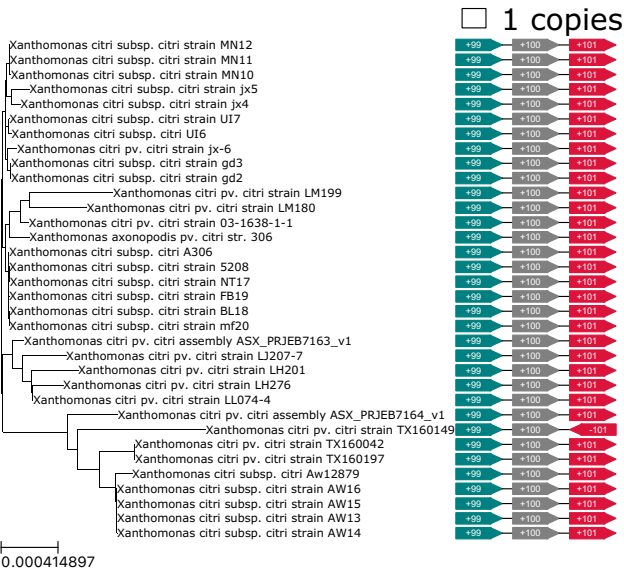 1 copies
Xanthomonas citri subsp. citri strain MN12 +99 +100 +101
Xanthomonas citri subsp. citri strain MN11 +99 +100 +101
Xanthomonas citri subsp. citri strain MN10 +99 +100 +101
Xanthomonas citri subsp. citri strain jx5 +99 +100 +101
Xanthomonas citri subsp. citri strain jx4 +99 +100 +101
Xanthomonas citri subsp. citri strain UI7 +99 +100 +101
Xanthomonas citri subsp. citri UI6 +99 +100 +101
Xanthomonas citri pv. citri strain jx-6 +99 +100 +101
Xanthomonas citri subsp. citri strain gd3 +99 +100 +101
Xanthomonas citri subsp. citri strain gd2 +99 +100 +101
Xanthomonas citri pv. citri strain LM199 +99 +100 +101
Xanthomonas citri pv. citri strain LM180 +99 +100 +101
Xanthomonas citri pv. citri strain 03-1638-1-1 +99 +100 +101
Xanthomonas axonopodis pv. citri str. 306 +99 +100 +101
Xanthomonas citri subsp. citri A306 +99 +100 +101
Xanthomonas citri subsp. citri strain 5208 +99 +100 +101
Xanthomonas citri subsp. citri strain NT17 +99 +100 +101
Xanthomonas citri subsp. citri strain FB19 +99 +100 +101
Xanthomonas citri subsp. citri strain BL18 +99 +100 +101
Xanthomonas citri subsp. citri strain mf20 +99 +100 +101
Xanthomonas citri pv. citri assembly ASX_PRJEB7163_v1 +99 +100 +101
Xanthomonas citri pv. citri strain LJ207-7 +99 +100 +101
Xanthomonas citri pv. citri strain LH201 +99 +100 +101
Xanthomonas citri pv. citri strain LH276 +99 +100 +101
Xanthomonas citri pv. citri strain LL074-4 +99 +100 +101
Xanthomonas citri pv. citri assembly ASX_PRJEB7164_v1 +99 +100 +101
Xanthomonas citri pv. citri strain TX160149 +99 +100 -101
Xanthomonas citri pv. citri strain TX160042 +99 +100 +101
Xanthomonas citri pv. citri strain TX160197 +99 +100 +101
Xanthomonas citri subsp. citri Aw12879 +99 +100 +101
Xanthomonas citri subsp. citri strain AW16 +99 +100 +101
Xanthomonas citri subsp. citri strain AW15 +99 +100 +101
Xanthomonas citri subsp. citri strain AW13 +99 +100 +101
Xanthomonas citri subsp. citri strain AW14 +99 +100 +101
0.000414897